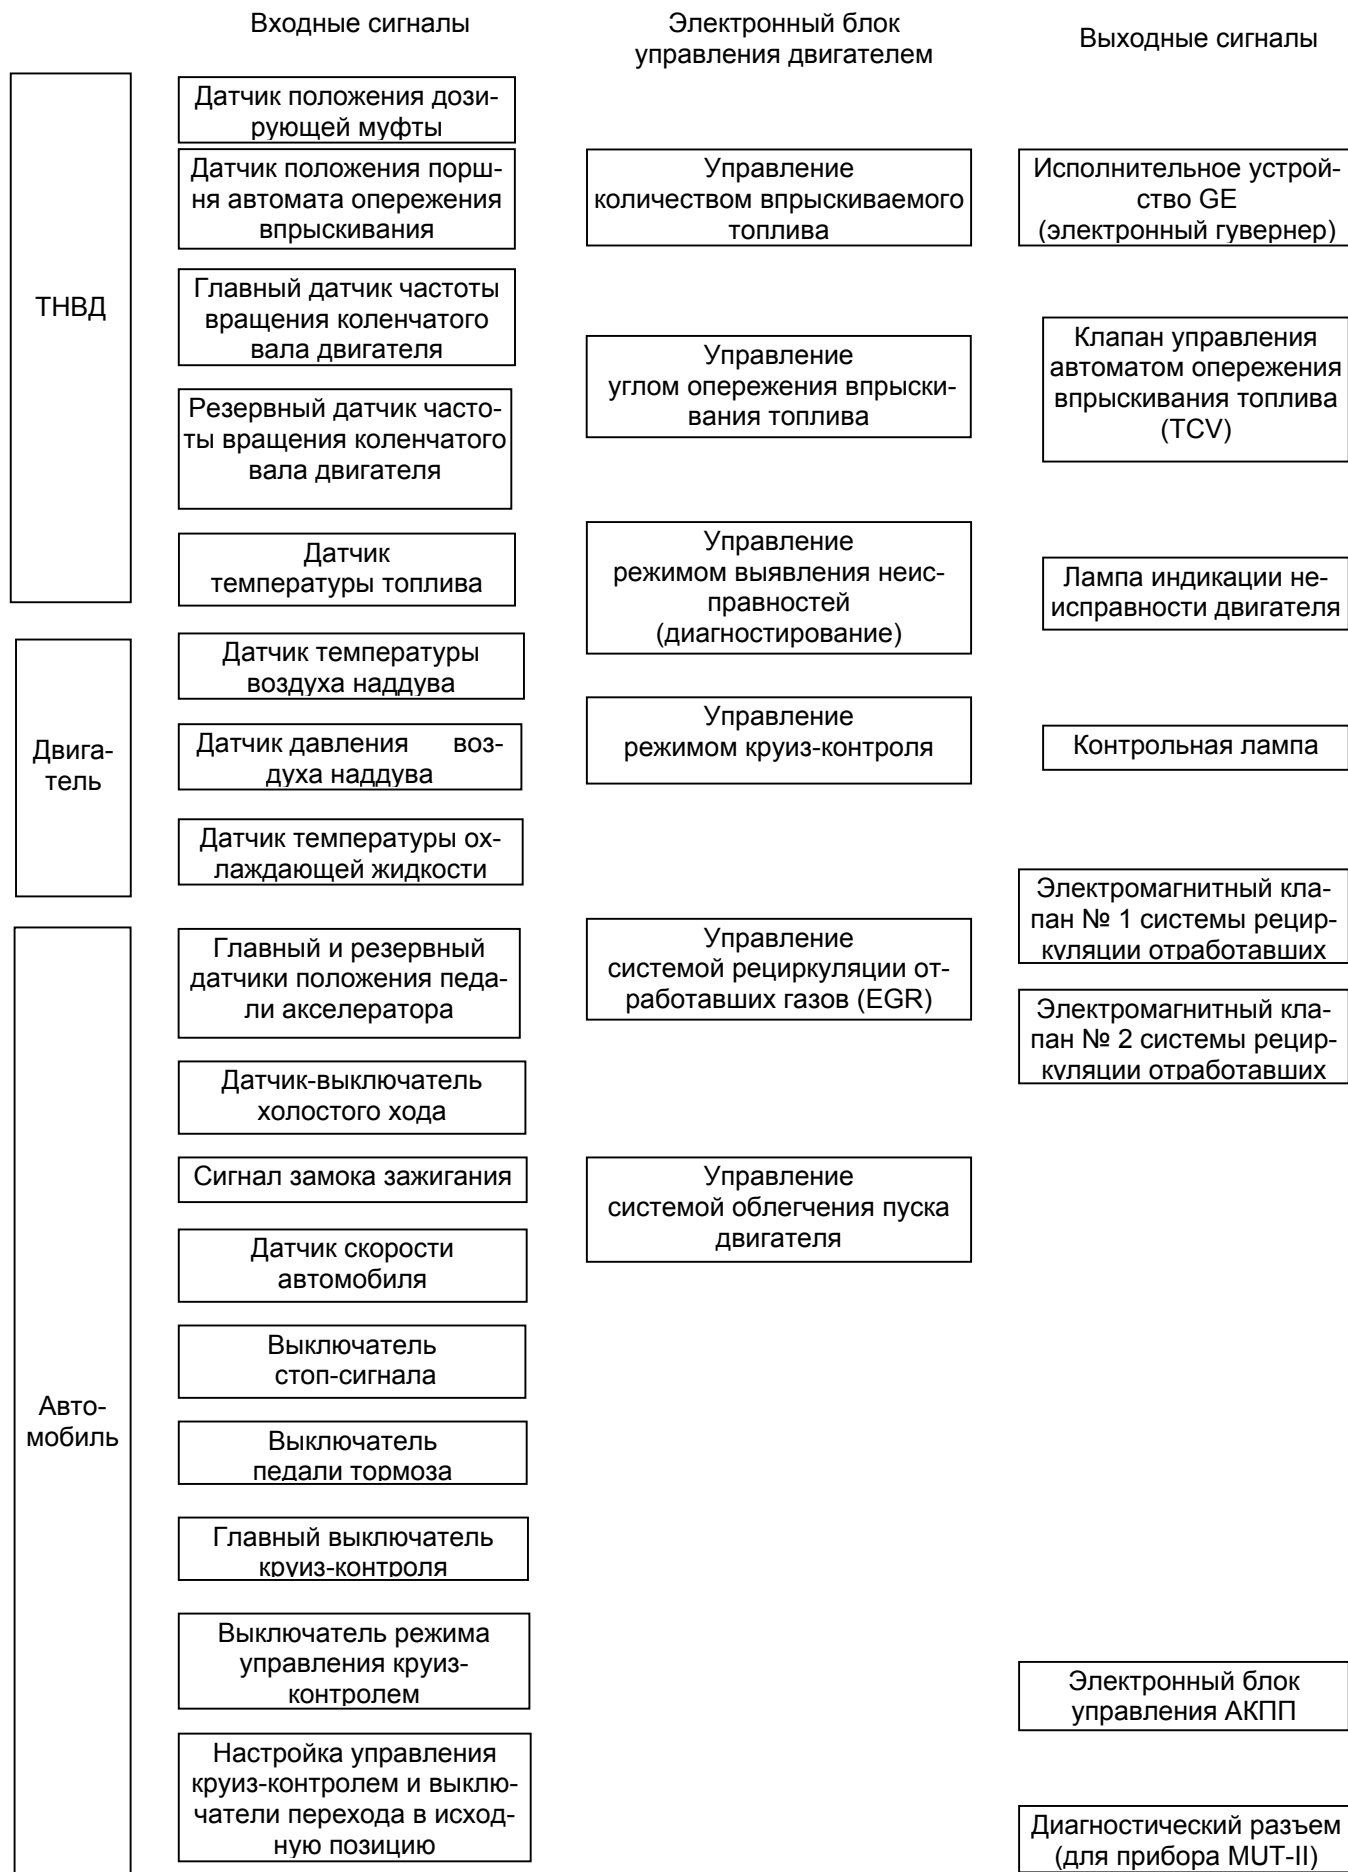 Входные сигналы
Электронный блок
управления двигателем
Выходные сигналы
ТНВД
Датчик положения дози-
рующей муфты
Датчик положения порш-
ня автомата опережения
впрыскивания
Главный датчик частоты
вращения коленчатого
вала двигателя
Резервный датчик часто-
ты вращения коленчатого
вала двигателя
Датчик
температуры топлива
Двига-
тель
Датчик температуры
воздуха наддува
Датчик давления воз-
духа наддува
Датчик температуры ох-
лаждающей жидкости
Авто-
мобиль
Главный и резервный
датчики положения педа-
ли акселератора
Датчик-выключатель
холостого хода
Сигнал замока зажигания
Датчик скорости
автомобиля
Выключатель
стоп-сигнала
Выключатель
педали тормоза
Главный выключатель
круиз-контроля
Выключатель режима
управления круиз-
контролем
Настройка управления
круиз-контролем и выклю-
чатели перехода в исход-
ную позицию
Управление
количеством впрыскиваемого
топлива
Управление
углом опережения впрыски-
вания топлива
Управление
режимом выявления неис-
правностей
(диагностирование)
Управление
режимом круиз-контроля
Управление
системой рециркуляции от-
работавших газов (EGR)
Управление
системой облегчения пуска
двигателя
Исполнительное устрой-
ство GE
(электронный гувернер)
Клапан управления
автоматом опережения
впрыскивания топлива
(TCV)
Лампа индикации не-
исправности двигателя
Контрольная лампа
Электромагнитный кла-
пан № 1 системы рецир-
куляции отработавших
Электромагнитный кла-
пан № 2 системы рецир-
куляции отработавших
Электронный блок
управления АКПП
Диагностический разъем
(для прибора MUT-II)